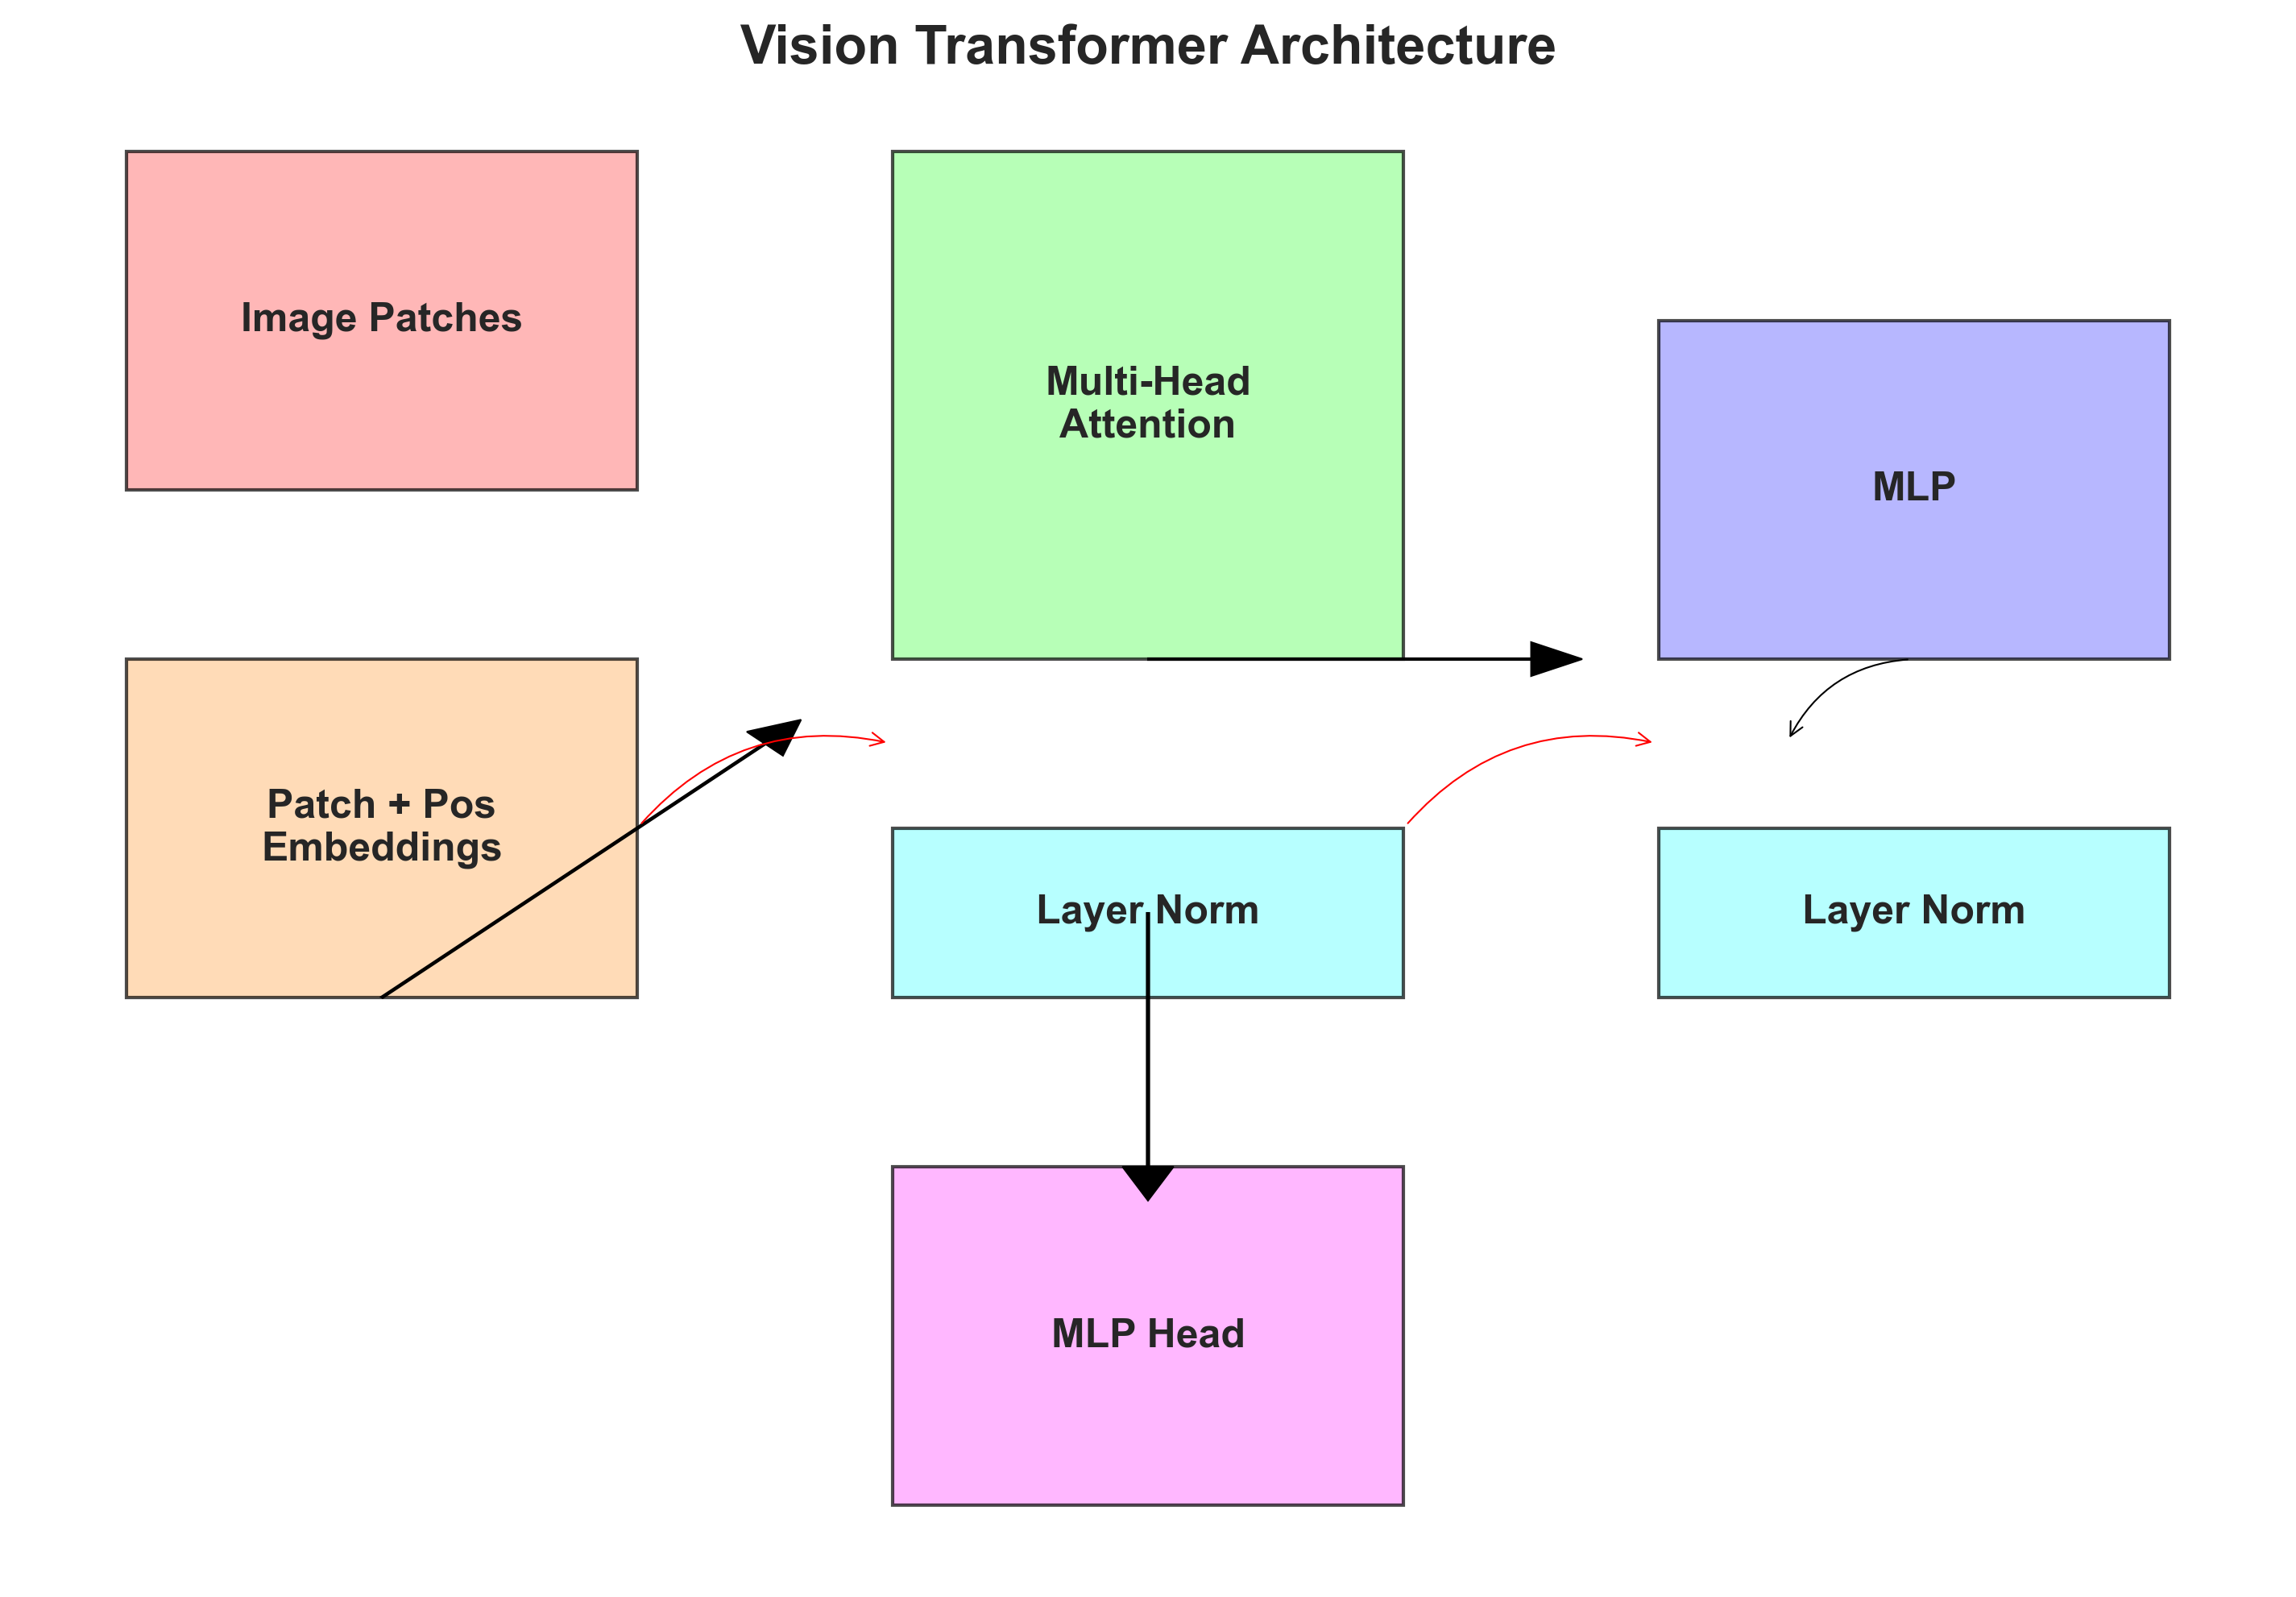 Vision Transformer Architecture
Image Patches
Multi-Head
Attention
MLP
Patch + Pos
Embeddings
Layer Norm
Layer Norm
MLP Head